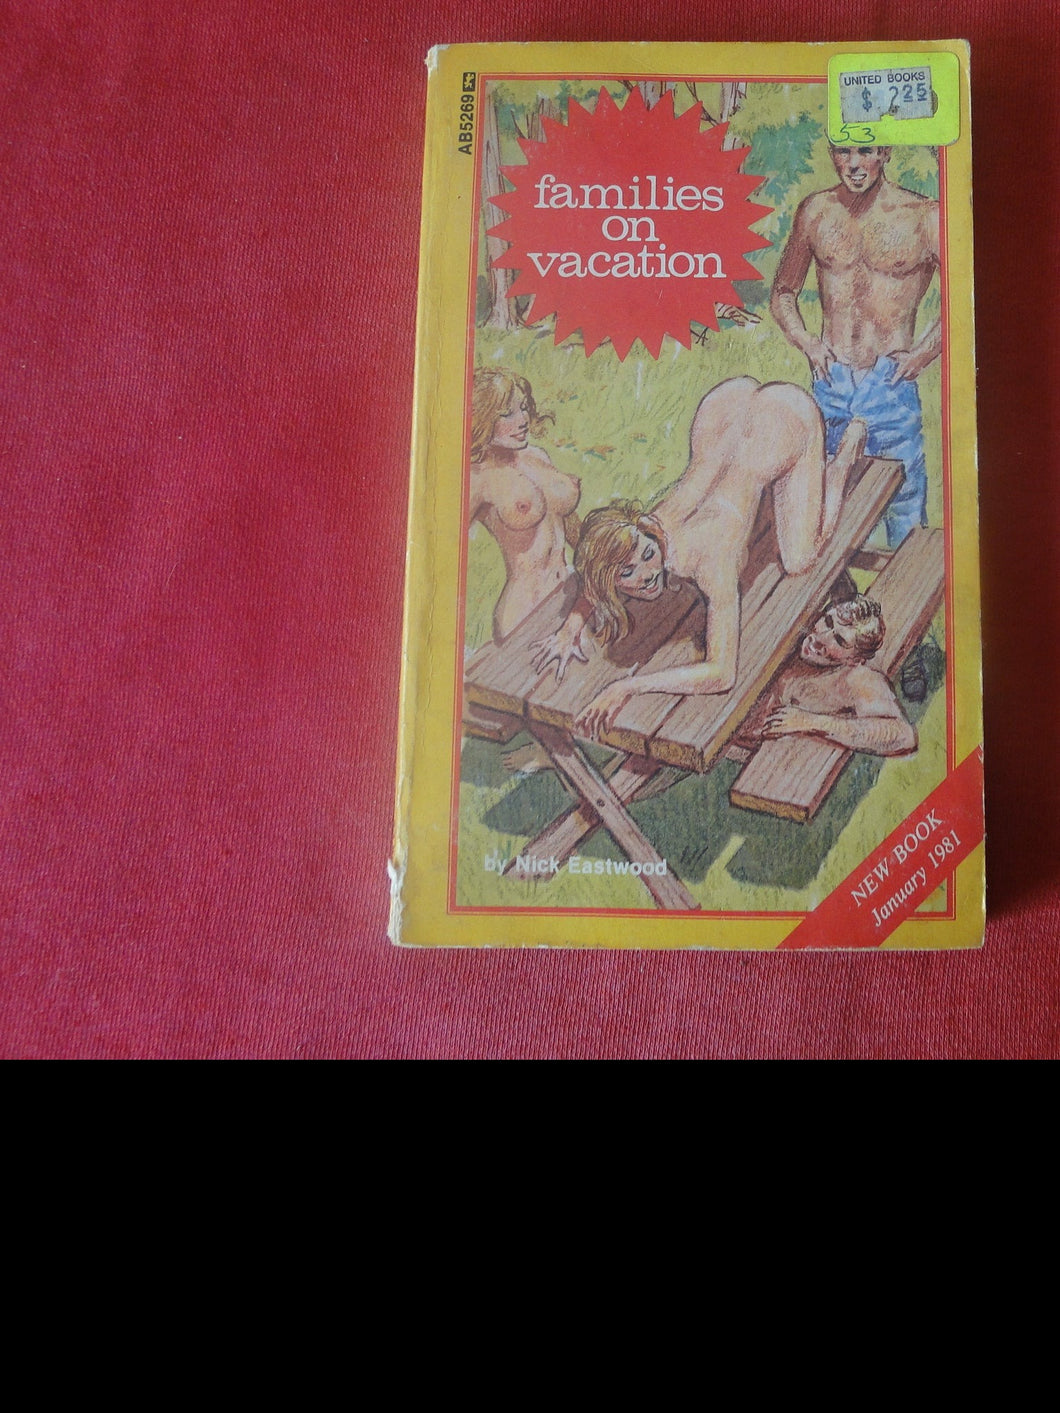 AB5269
UNITED BOOKS
$ 2.25
53
families
on
vacation
by Nick Eastwood
NEW BOOK
January 1981